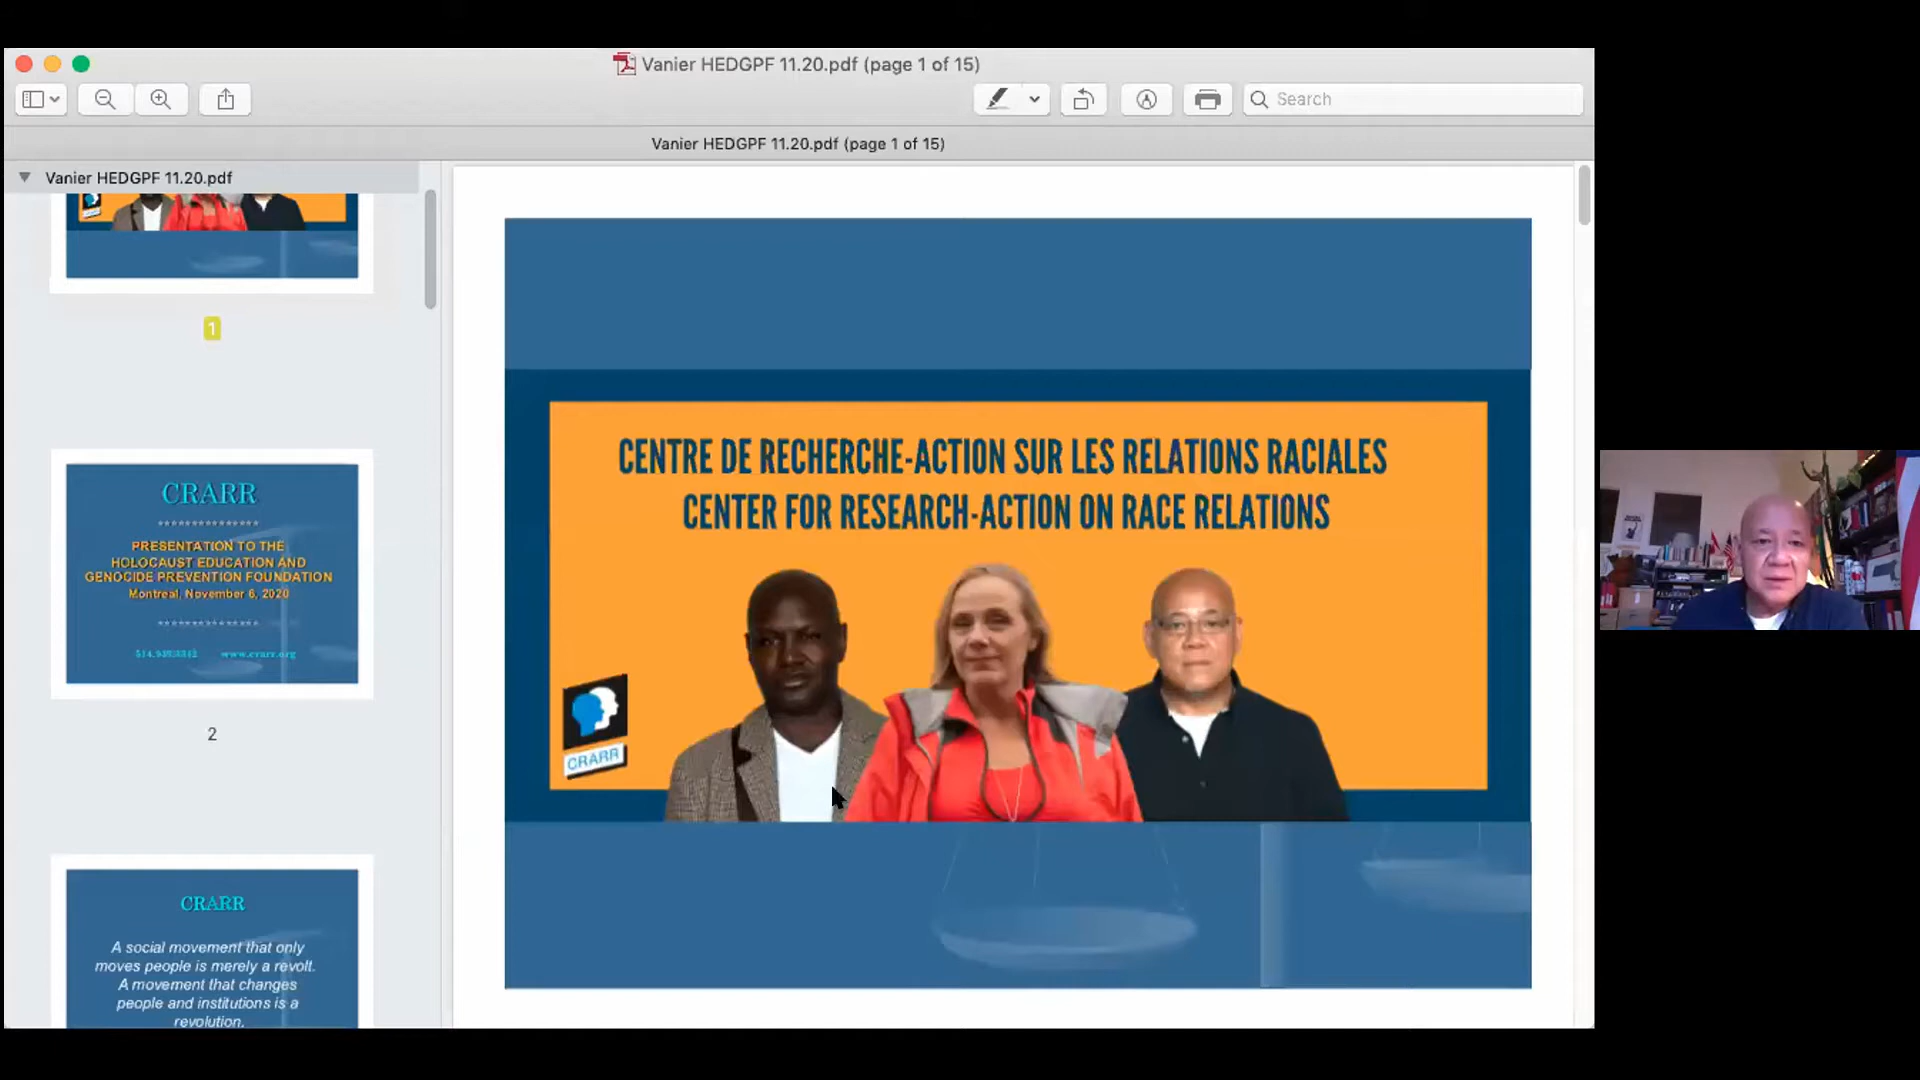 Vanier HEDGPF 11.20.pdf (page 1 of 15)
Search
Vanier HEDGPF 11.20.pdf (page 1 of 15)
Vanier HEDGPF 11.20.pdf
1
CRARR
***************
PRESENTATION TO THE
HOLOCAUST EDUCATION AND
GENOCIDE PREVENTION FOUNDATION
Montreal, November 6, 2020
***************
www.crarr.org
2
CRARR
A social movement that only
moves people is merely a revolt.
A movement that changes
people and institutions is a
revolution.
CENTRE DE RECHERCHE-ACTION SUR LES RELATIONS RACIALES
CENTER FOR RESEARCH-ACTION ON RACE RELATIONS
CRARR